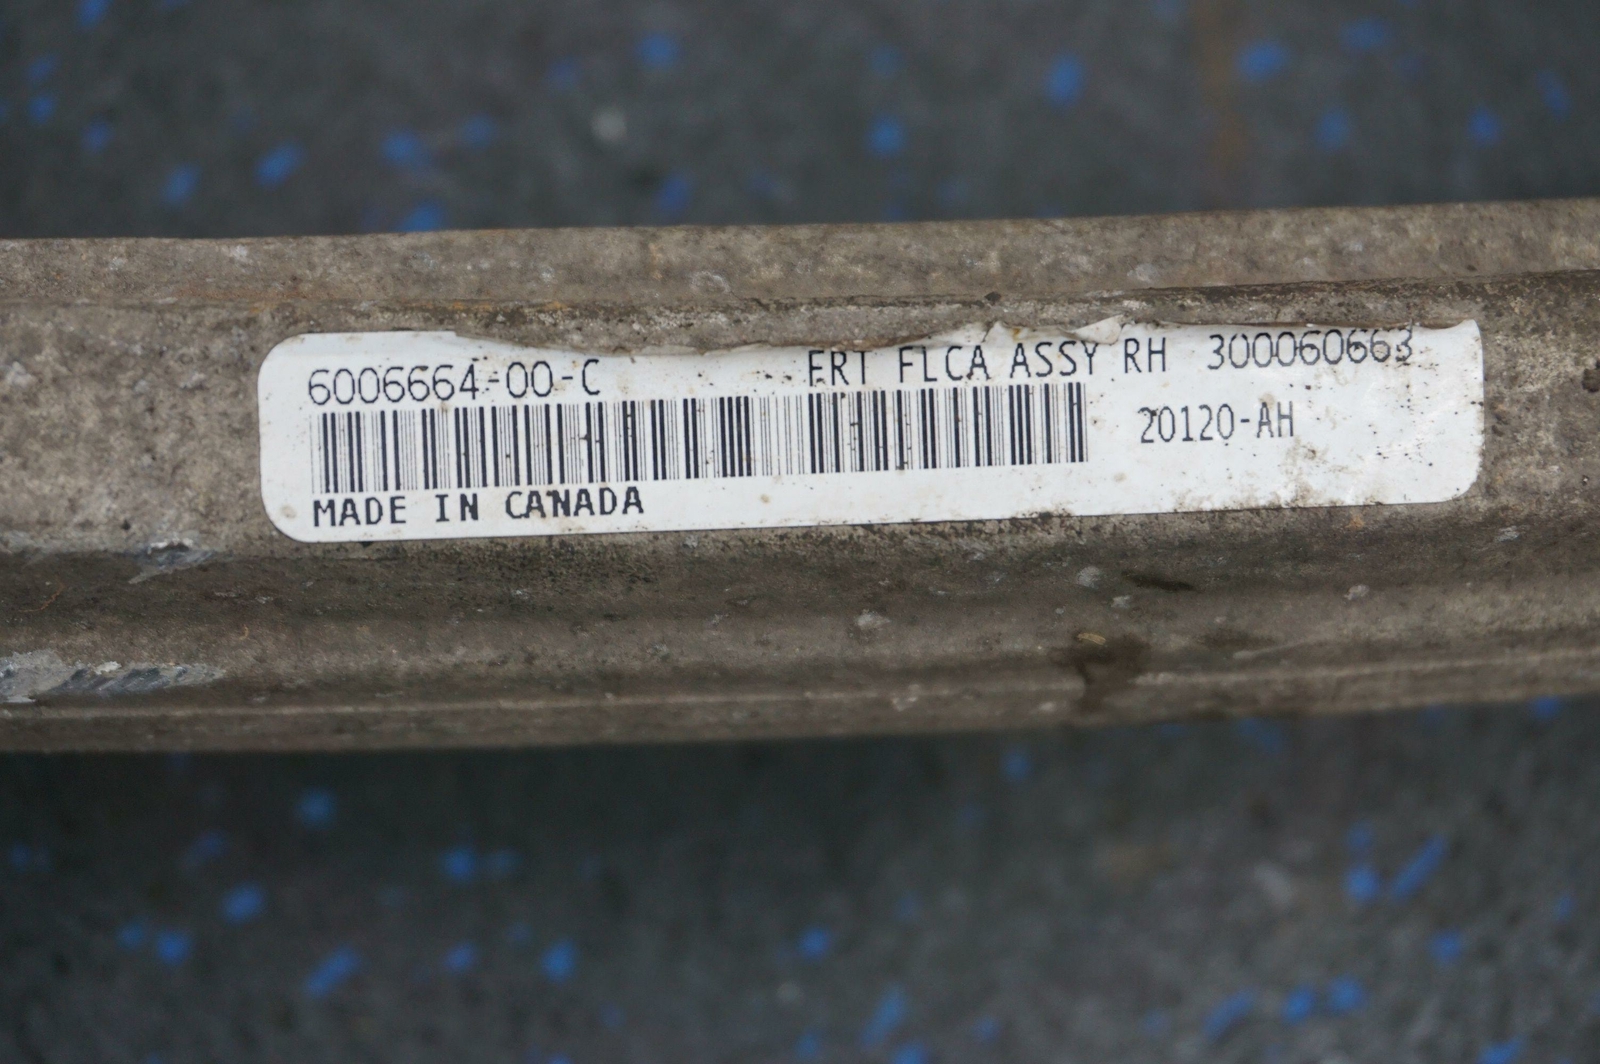 6006664-00-C FRT FLCA ASSY RH 300060663
20120-AH
MADE IN CANADA